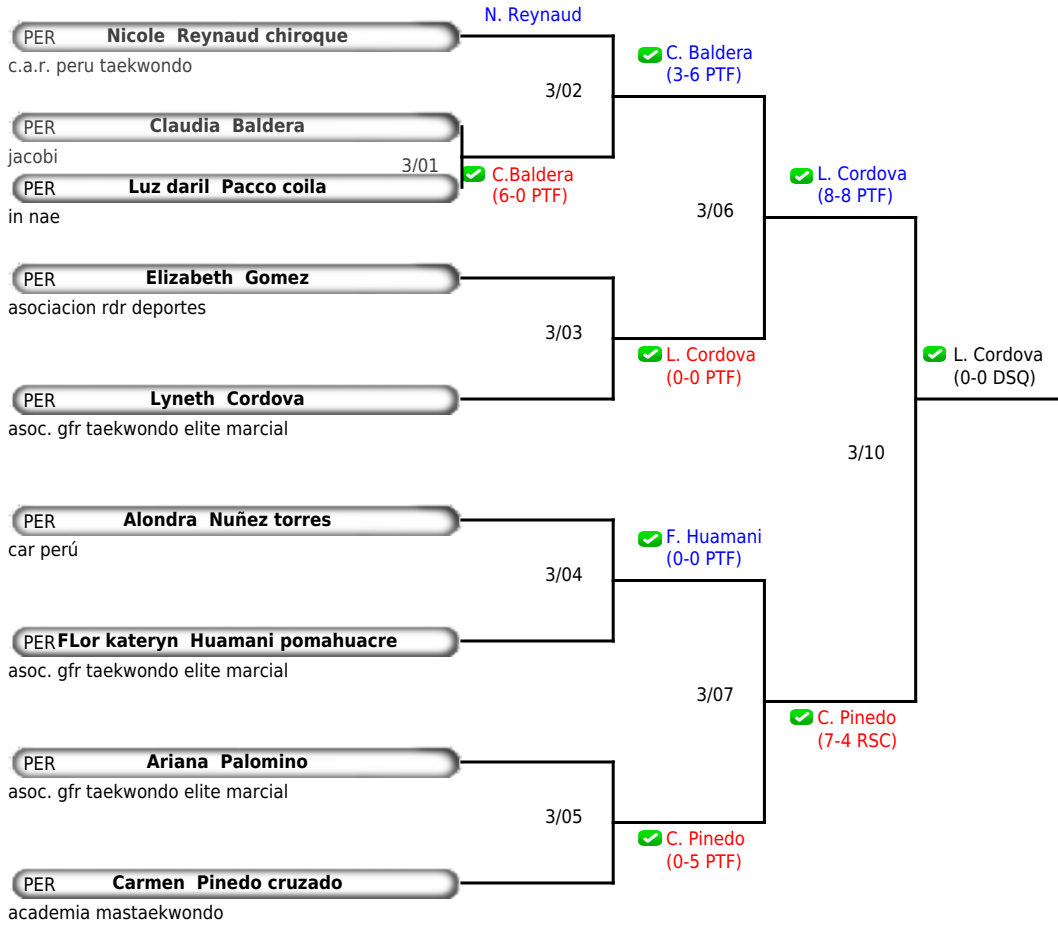 N. Reynaud
PER Nicole Reynaud chiroque
c.a.r. peru taekwondo
C. Baldera
(3-6 PTF)
3/02
PER Claudia Baldera
jacobi
3/01
C.Baldera
(6-0 PTF)
PER Luz daril Pacco coila
in nae
L. Cordova
(8-8 PTF)
3/06
PER Elizabeth Gomez
asociacion rdr deportes
3/03
L. Cordova
(0-0 PTF)
L. Cordova
(0-0 DSQ)
PER Lyneth Cordova
asoc. gfr taekwondo elite marcial
3/10
PER Alondra Nuñez torres
car perú
F. Huamani
(0-0 PTF)
3/04
PER FLor kateryn Huamani pomahuacre
asoc. gfr taekwondo elite marcial
3/07
C. Pinedo
(7-4 RSC)
PER Ariana Palomino
asoc. gfr taekwondo elite marcial
3/05
C. Pinedo
(0-5 PTF)
PER Carmen Pinedo cruzado
academia mastaekwondo